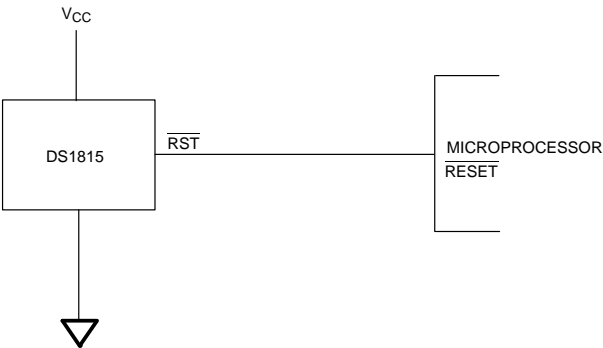 VCC
RST
DS1815
MICROPROCESSOR
RESET